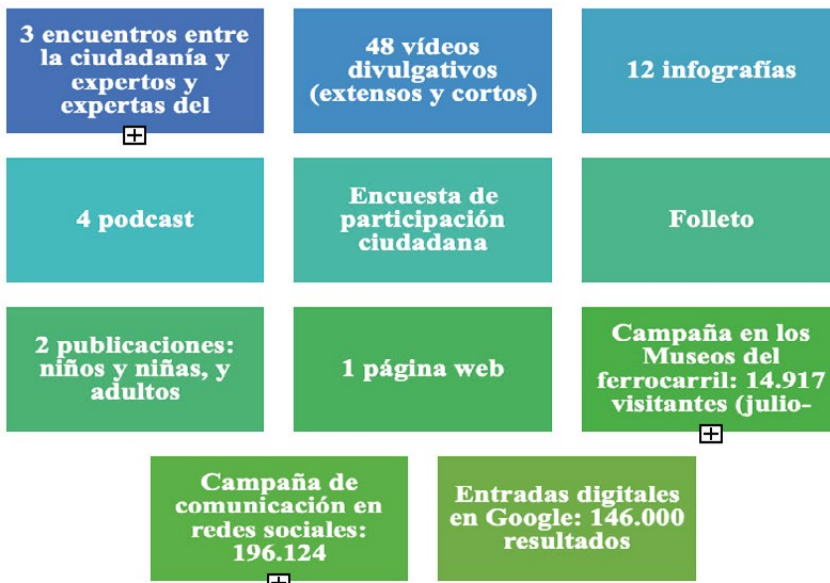 3 encuentros entre
la ciudadanía y
expertos y
expertas del
48 vídeos
divulgativos
(extensos y cortos)
12 infografías
4 podcast
Encuesta de
participación
ciudadana
Folleto
2 publicaciones:
niños y niñas, y
adultos
1 página web
Campaña en los
Museos del
ferrocarril: 14.917
visitantes (julio-
Campaña de
comunicación en
redes sociales:
196.124
Entradas digitales
en Google: 146.000
resultados